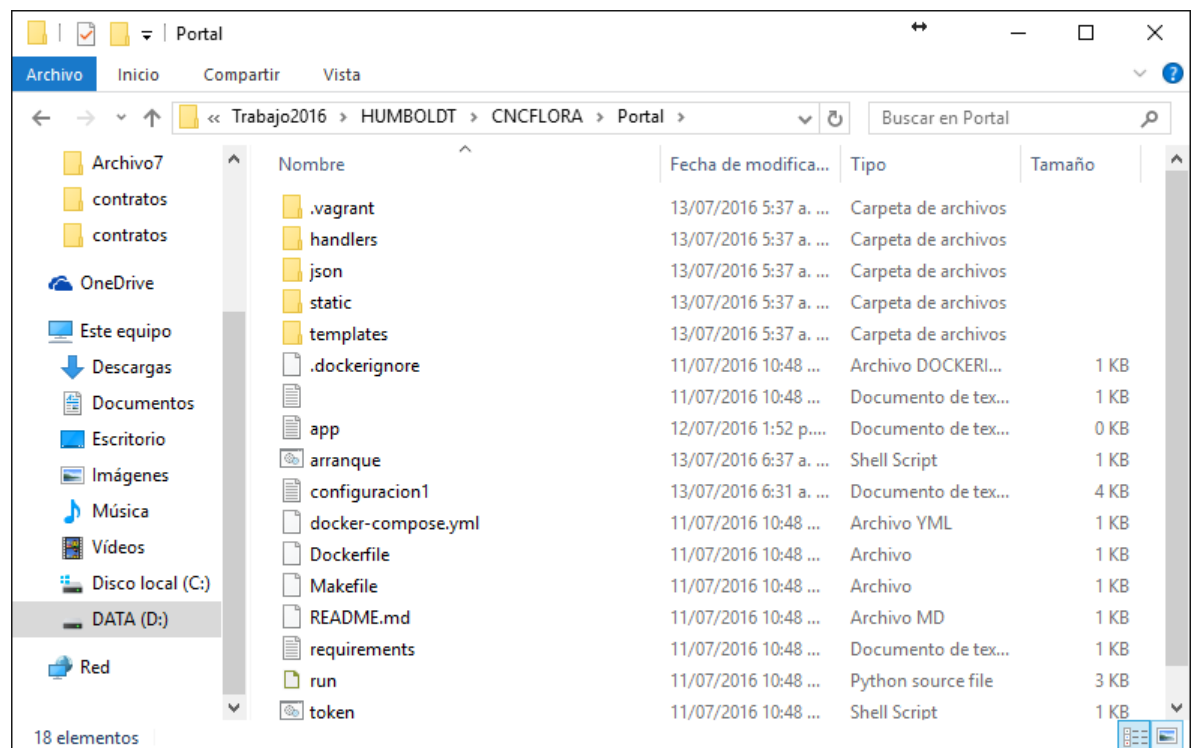 Portal
Archivo Inicio Compartir Vista
« Trabajo2016 > HUMBOLDT > CNCFLORA > Portal > Buscar en Portal
Archivo7
contratos
contratos
OneDrive
Este equipo
Descargas
Documentos
Escritorio
Imágenes
Música
Vídeos
Disco local (C:)
DATA (D:)
Red
Nombre Fecha de modifica... Tipo Tamaño
.vagrant 13/07/2016 5:37 a. ... Carpeta de archivos
handlers 13/07/2016 5:37 a. ... Carpeta de archivos
json 13/07/2016 5:37 a. ... Carpeta de archivos
static 13/07/2016 5:37 a. ... Carpeta de archivos
templates 13/07/2016 5:37 a. ... Carpeta de archivos
.dockerignore 11/07/2016 10:48 ... Archivo DOCKERI... 1 KB
11/07/2016 10:48 ... Documento de tex... 1 KB
app 12/07/2016 1:52 p.... Documento de tex... 0 KB
arranque 13/07/2016 6:37 a. ... Shell Script 1 KB
configuracion1 13/07/2016 6:31 a. ... Documento de tex... 4 KB
docker-compose.yml 11/07/2016 10:48 ... Archivo YML 1 KB
Dockerfile 11/07/2016 10:48 ... Archivo 1 KB
Makefile 11/07/2016 10:48 ... Archivo 1 KB
README.md 11/07/2016 10:48 ... Archivo MD 1 KB
requirements 11/07/2016 10:48 ... Documento de tex... 1 KB
run 11/07/2016 10:48 ... Python source file 3 KB
token 11/07/2016 10:48 ... Shell Script 1 KB
18 elementos